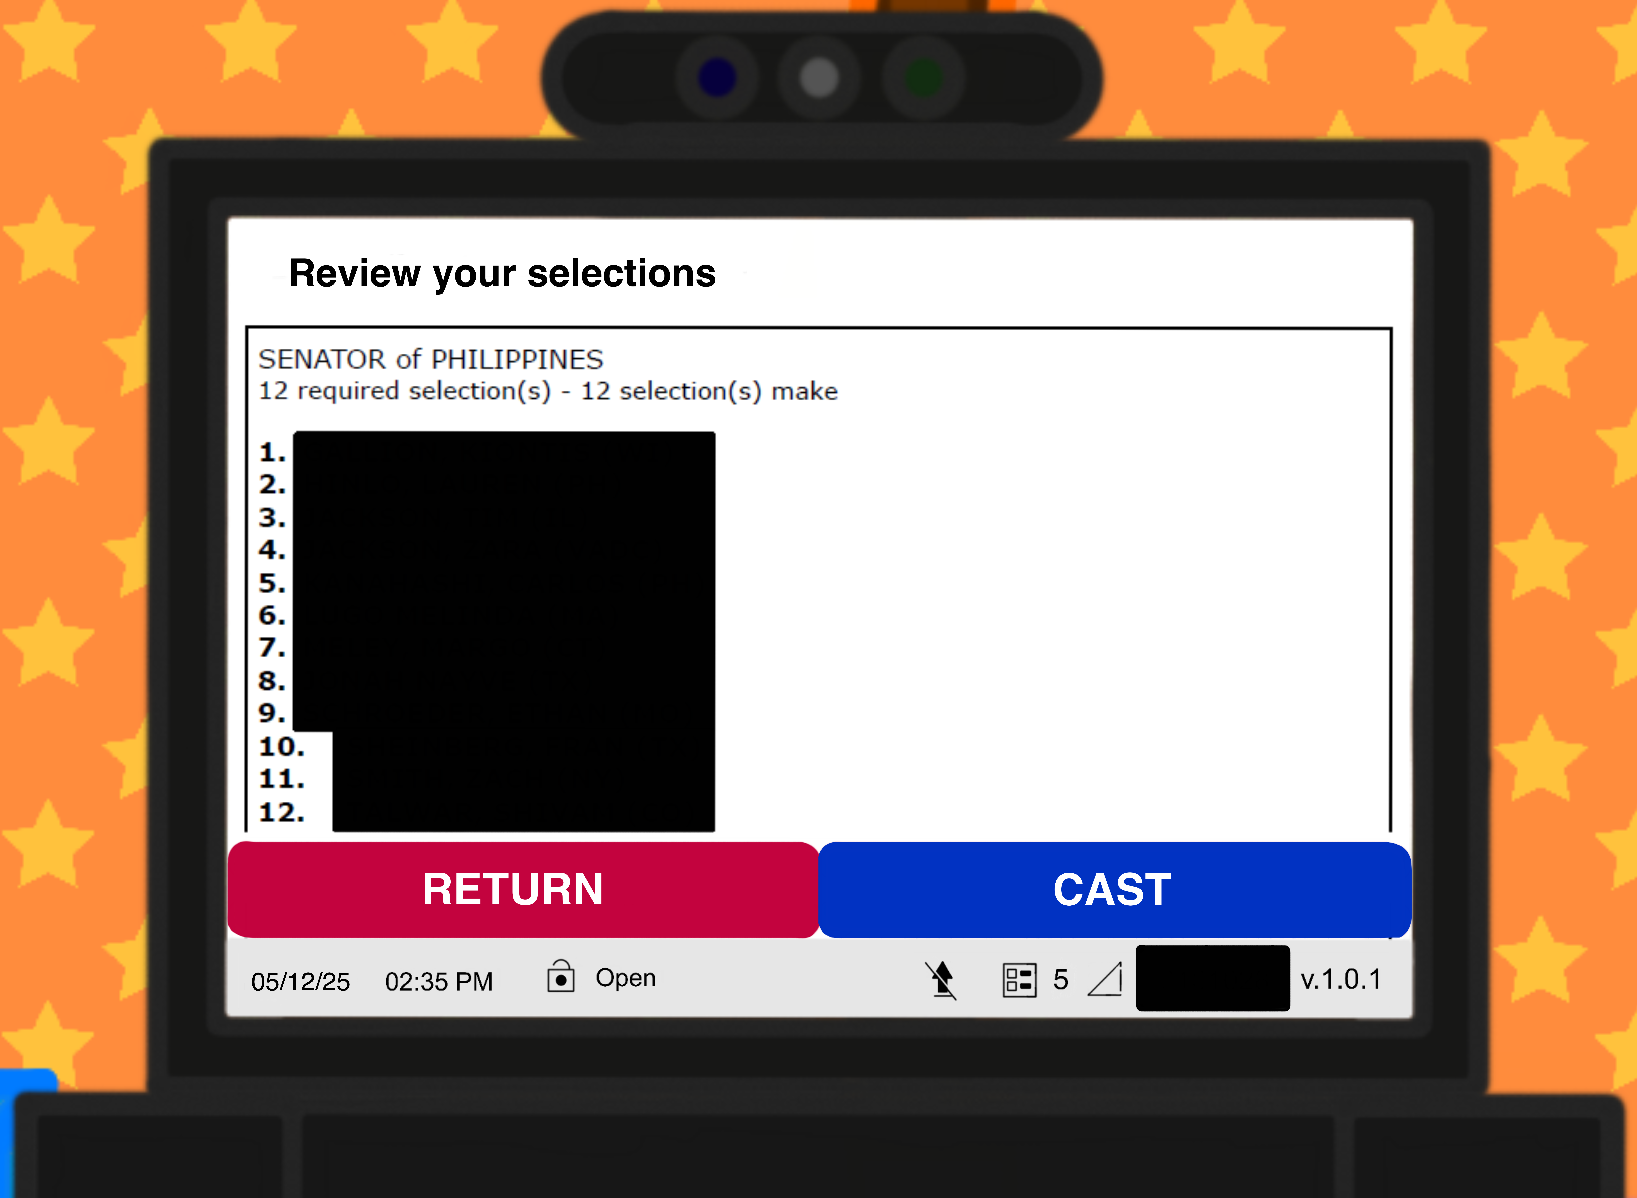 Review your selections
SENATOR of PHILIPPINES
12 required selection(s) - 12 selection(s) make
1.
2.
3.
4.
5.
6.
7.
8.
9.
10.
11.
12.
RETURN
CAST
05/12/25 02:35 PM Open 5 v.1.0.1